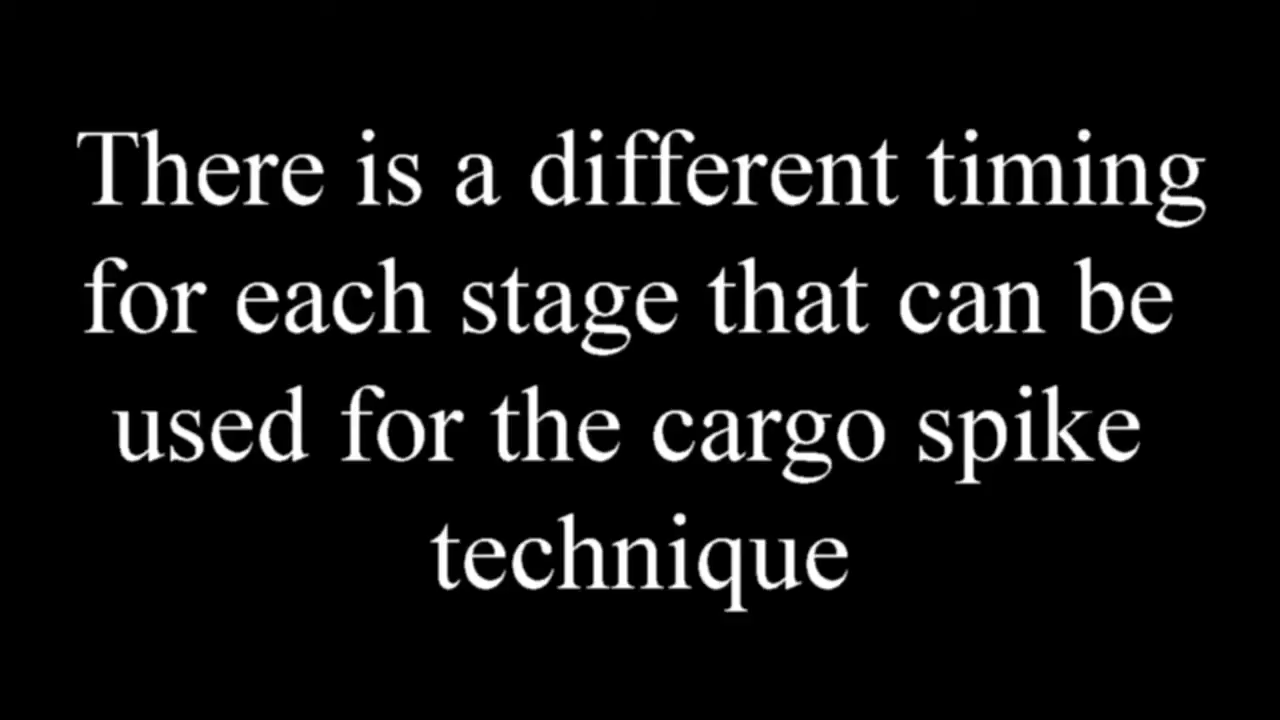 There is a different timing
for each stage that can be
used for the cargo spike
technique